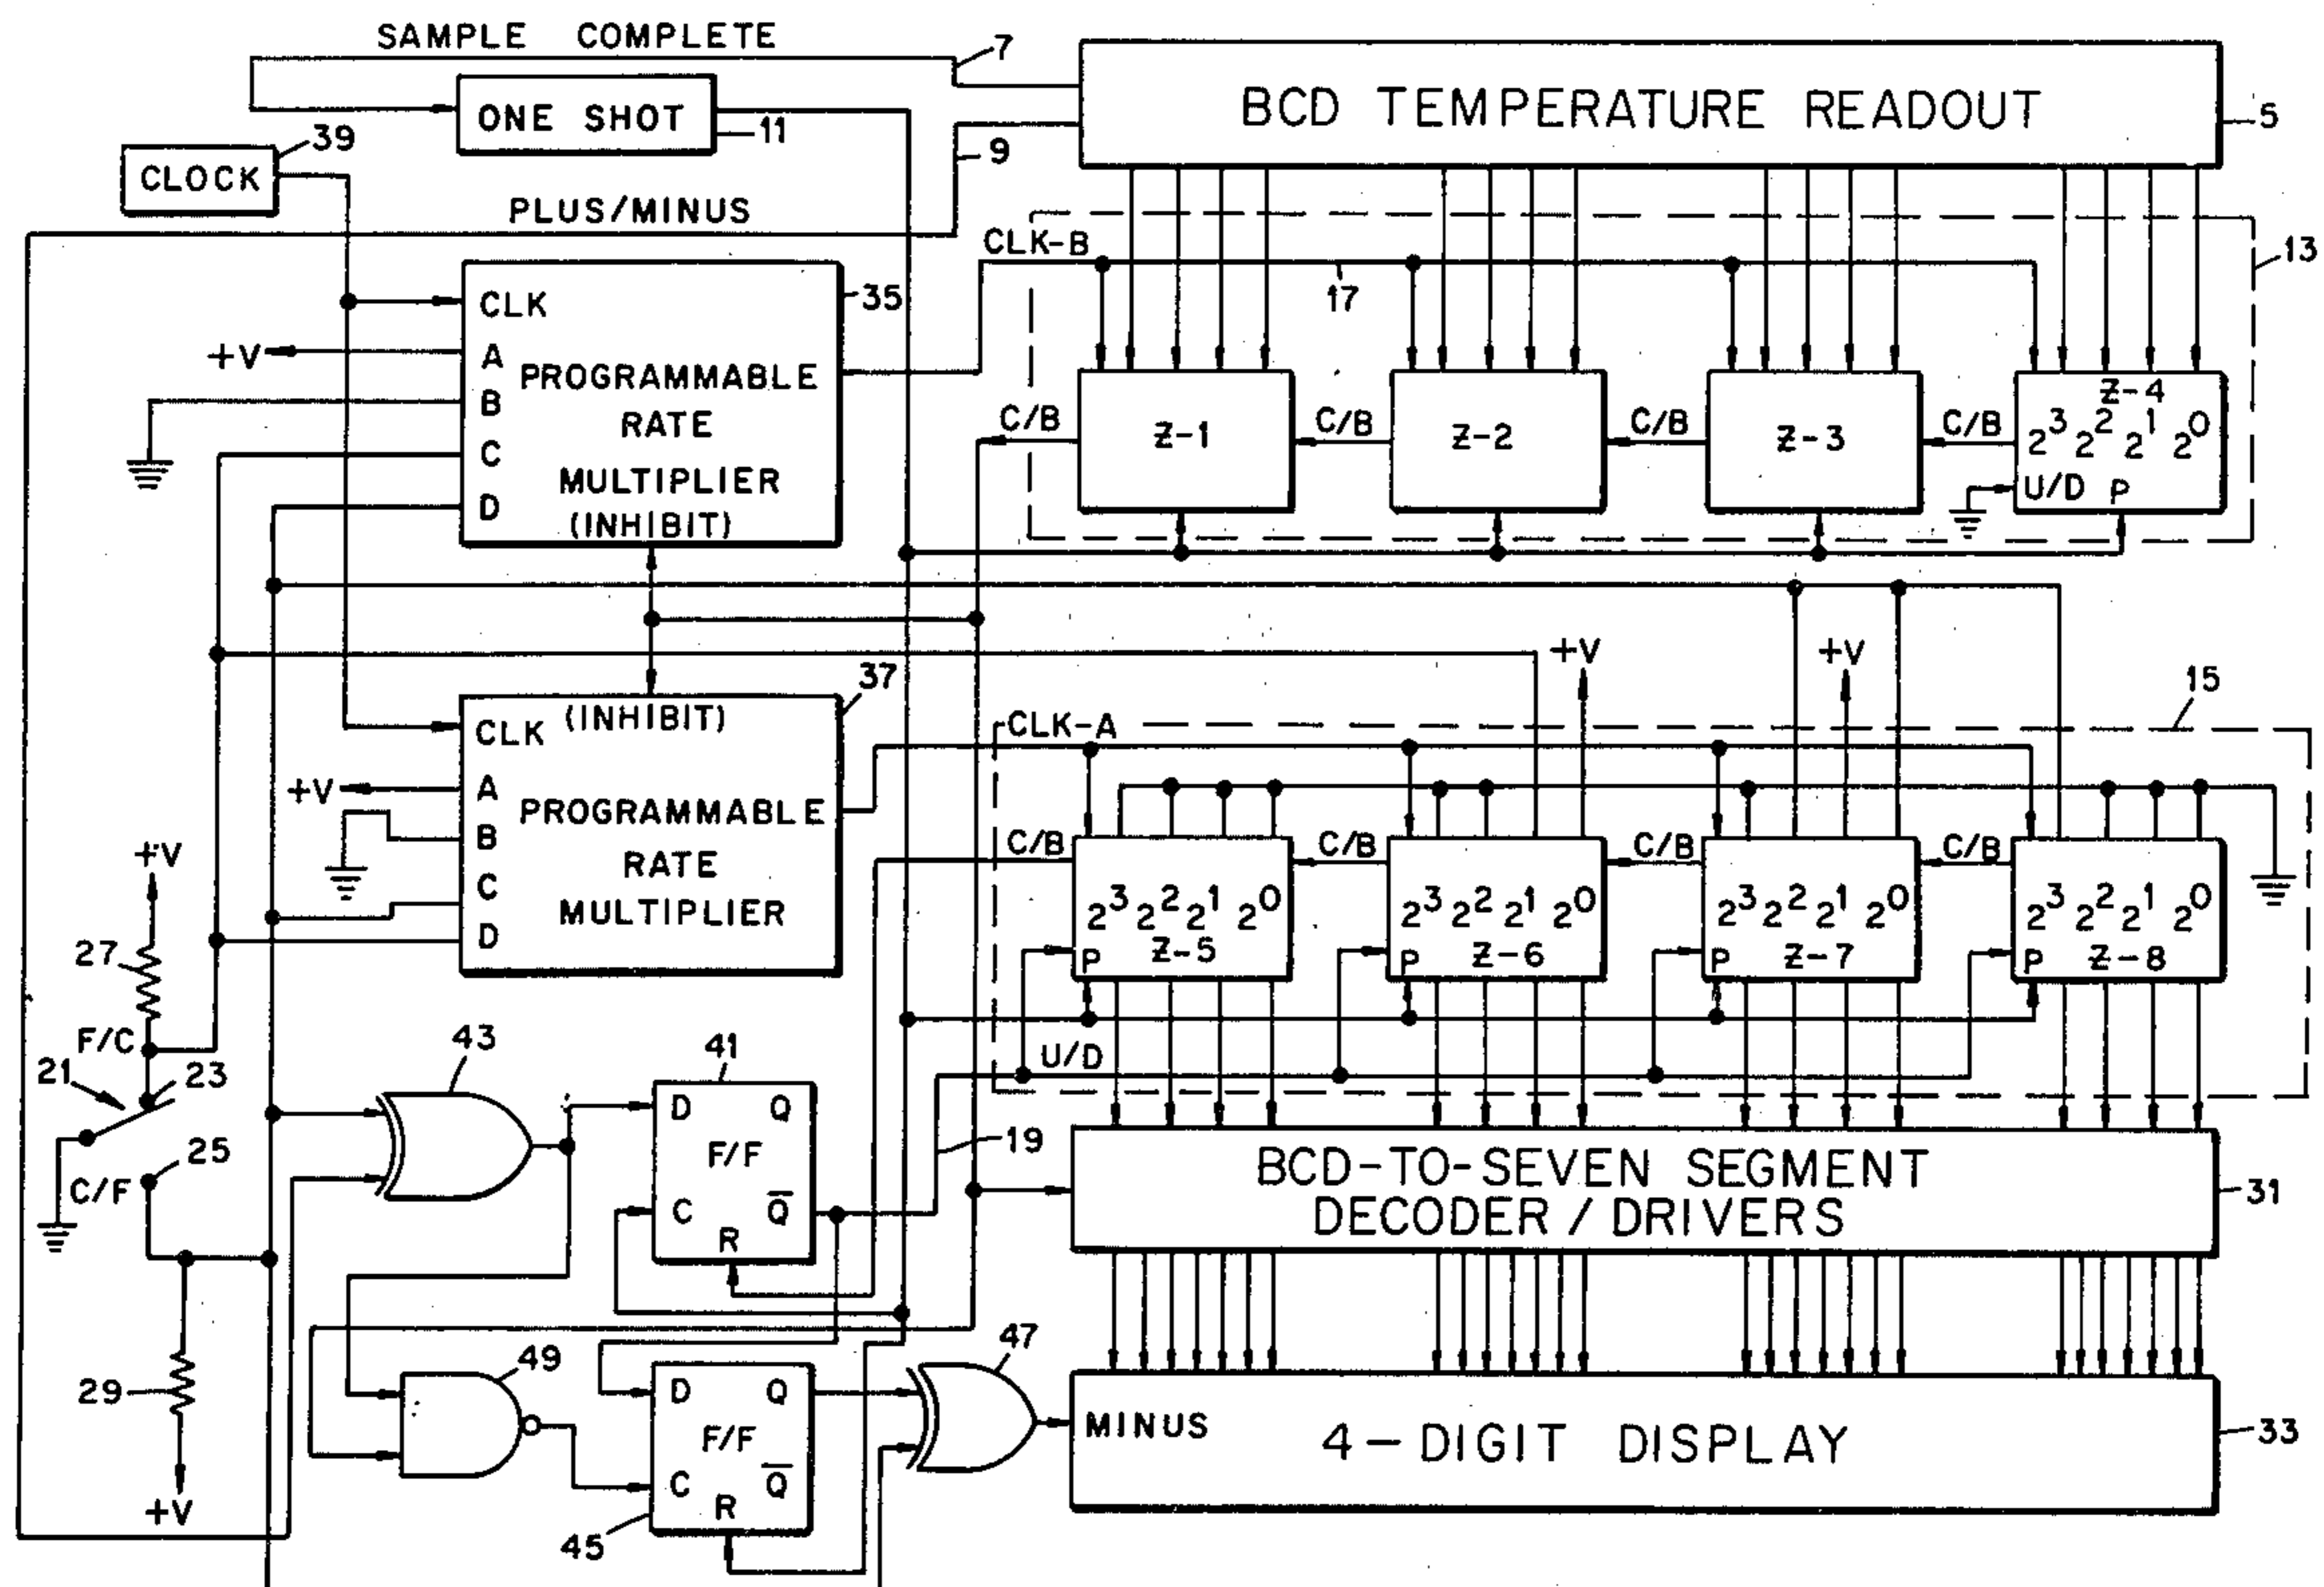 SAMPLE COMPLETE
7
ONE SHOT
11
BCD TEMPERATURE READOUT
5
39
CLOCK
9
PLUS/MINUS
CLK-B
17
13
35
CLK
+V
A
B
C
D
PROGRAMMABLE
RATE
MULTIPLIER
(INHIBIT)
C/B
Z-1
C/B
Z-2
C/B
Z-3
C/B
Z-4
2³ 2² 2¹ 2⁰
U/D P
+V
+V
15
37
(INHIBIT)
CLK
+V
A
B
C
D
PROGRAMMABLE
RATE
MULTIPLIER
CLK-A
C/B
2³ 2² 2¹ 2⁰
P Z-5
C/B
2³ 2² 2¹ 2⁰
P Z-6
C/B
2³ 2² 2¹ 2⁰
P Z-7
C/B
2³ 2² 2¹ 2⁰
P Z-8
U/D
+V
27
F/C
21
23
25
C/F
29
+V
43
41
D Q
F/F
C Q̅
R
19
BCD-TO-SEVEN SEGMENT
DECODER / DRIVERS
31
49
45
D Q
F/F
C Q̅
R
47
MINUS
4-DIGIT DISPLAY
33